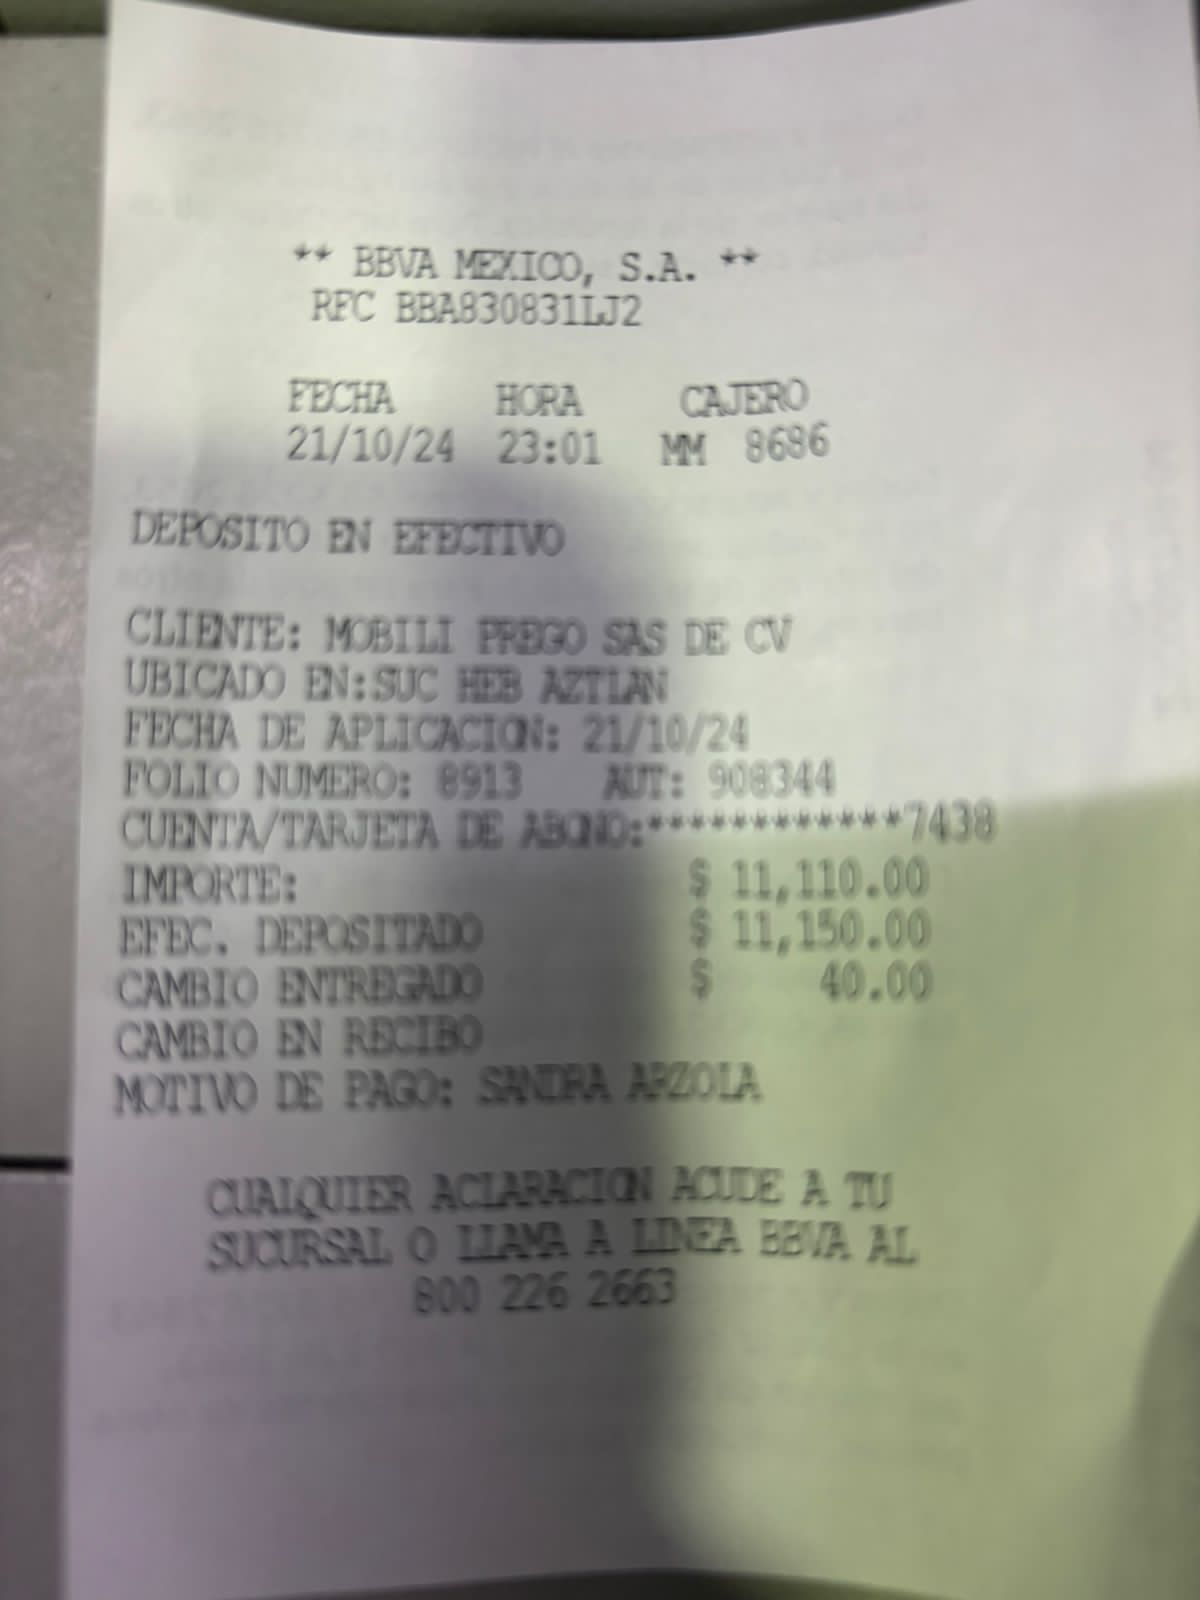 ** BBVA MEXICO, S.A. **
RFC BBA830831LJ2
FECHA HORA CAJERO
21/10/24 23:01 MM 8686
DEPOSITO EN EFECTIVO
CLIENTE: MOBILI PREGO SAS DE CV
UBICADO EN:SUC HEB AZTLAN
FECHA DE APLICACION: 21/10/24
FOLIO NUMERO: 8913 AUT: 908344
CUENTA/TARJETA DE ABONO:************7438
IMPORTE: $ 11,110.00
EFEC. DEPOSITADO $ 11,150.00
CAMBIO ENTREGADO $ 40.00
CAMBIO EN RECIBO
MOTIVO DE PAGO: SANDRA ARZOLA
CUALQUIER ACLARACION ACUDE A TU
SUCURSAL O LLAMA A LINEA BBVA AL
800 226 2663